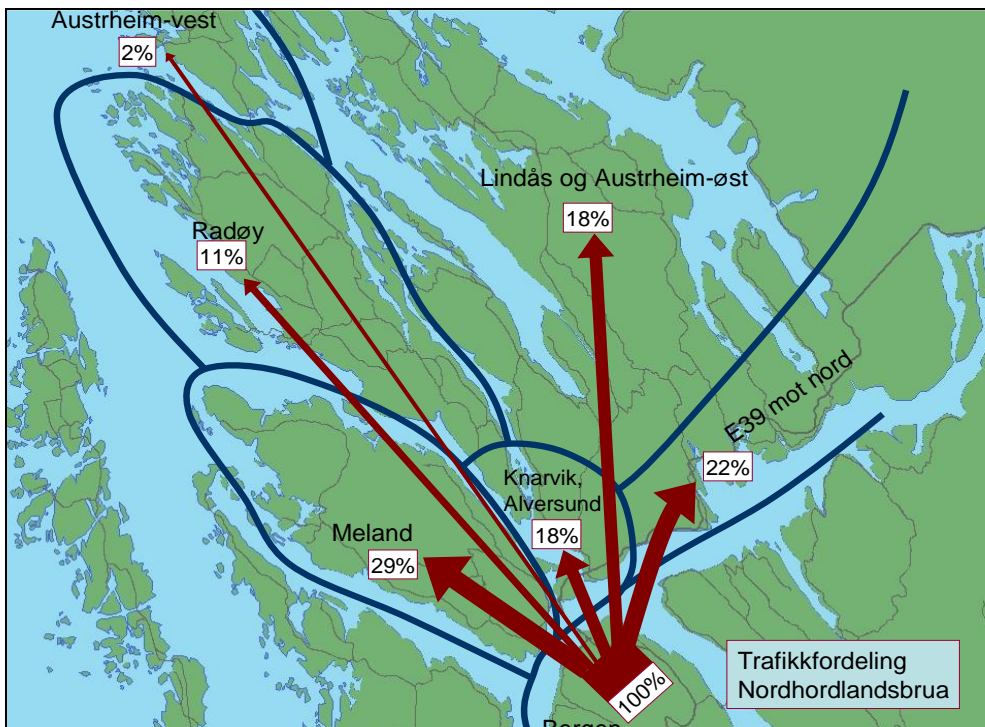 Austrheim-vest
2%
Lindås og Austrheim-øst
18%
Radøy
11%
E39 mot nord
22%
Knarvik,
Alversund
18%
Meland
29%
100%
Trafikkfordeling
Nordhordlandsbrua
Bergen